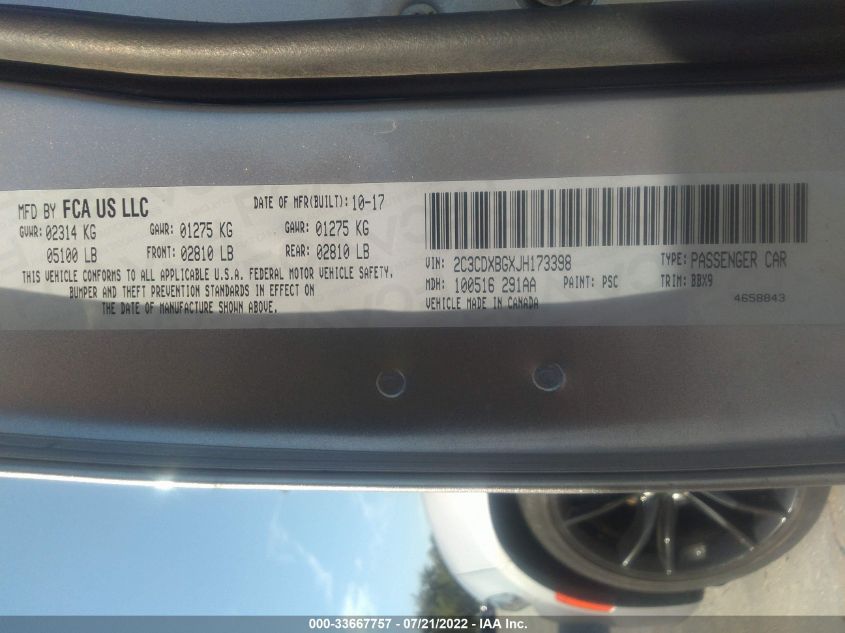 MFD BY FCA US LLC DATE OF MFR(BUILT): 10-17
GVWR: 02314 KG GAWR: 01275 KG GAWR: 01275 KG
05100 LB FRONT: 02810 LB REAR: 02810 LB
THIS VEHICLE CONFORMS TO ALL APPLICABLE U.S.A. FEDERAL MOTOR VEHICLE SAFETY,
BUMPER AND THEFT PREVENTION STANDARDS IN EFFECT ON
THE DATE OF MANUFACTURE SHOWN ABOVE.
VIN: 2C3CDXBGXJH173398 TYPE: PASSENGER CAR
MDH: 100516 291AA PAINT: PSC TRIM: BBX9
VEHICLE MADE IN CANADA
4658843
000-33667757 - 07/21/2022 - © IAA Inc.